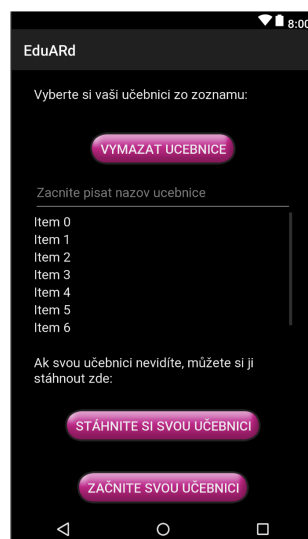 8:00
EduARd
Vyberte si vaši učebnici zo zoznamu:
VYMAZAT UCEBNICE
Zacnite pisat nazov ucebnice
Item 0
Item 1
Item 2
Item 3
Item 4
Item 5
Item 6
Ak svou učebnici nevidíte, mužete si ji
stáhnout zde:
STÁHNITE SI SVOU UČEBNICI
ZAČNITE SVOU UČEBNICI